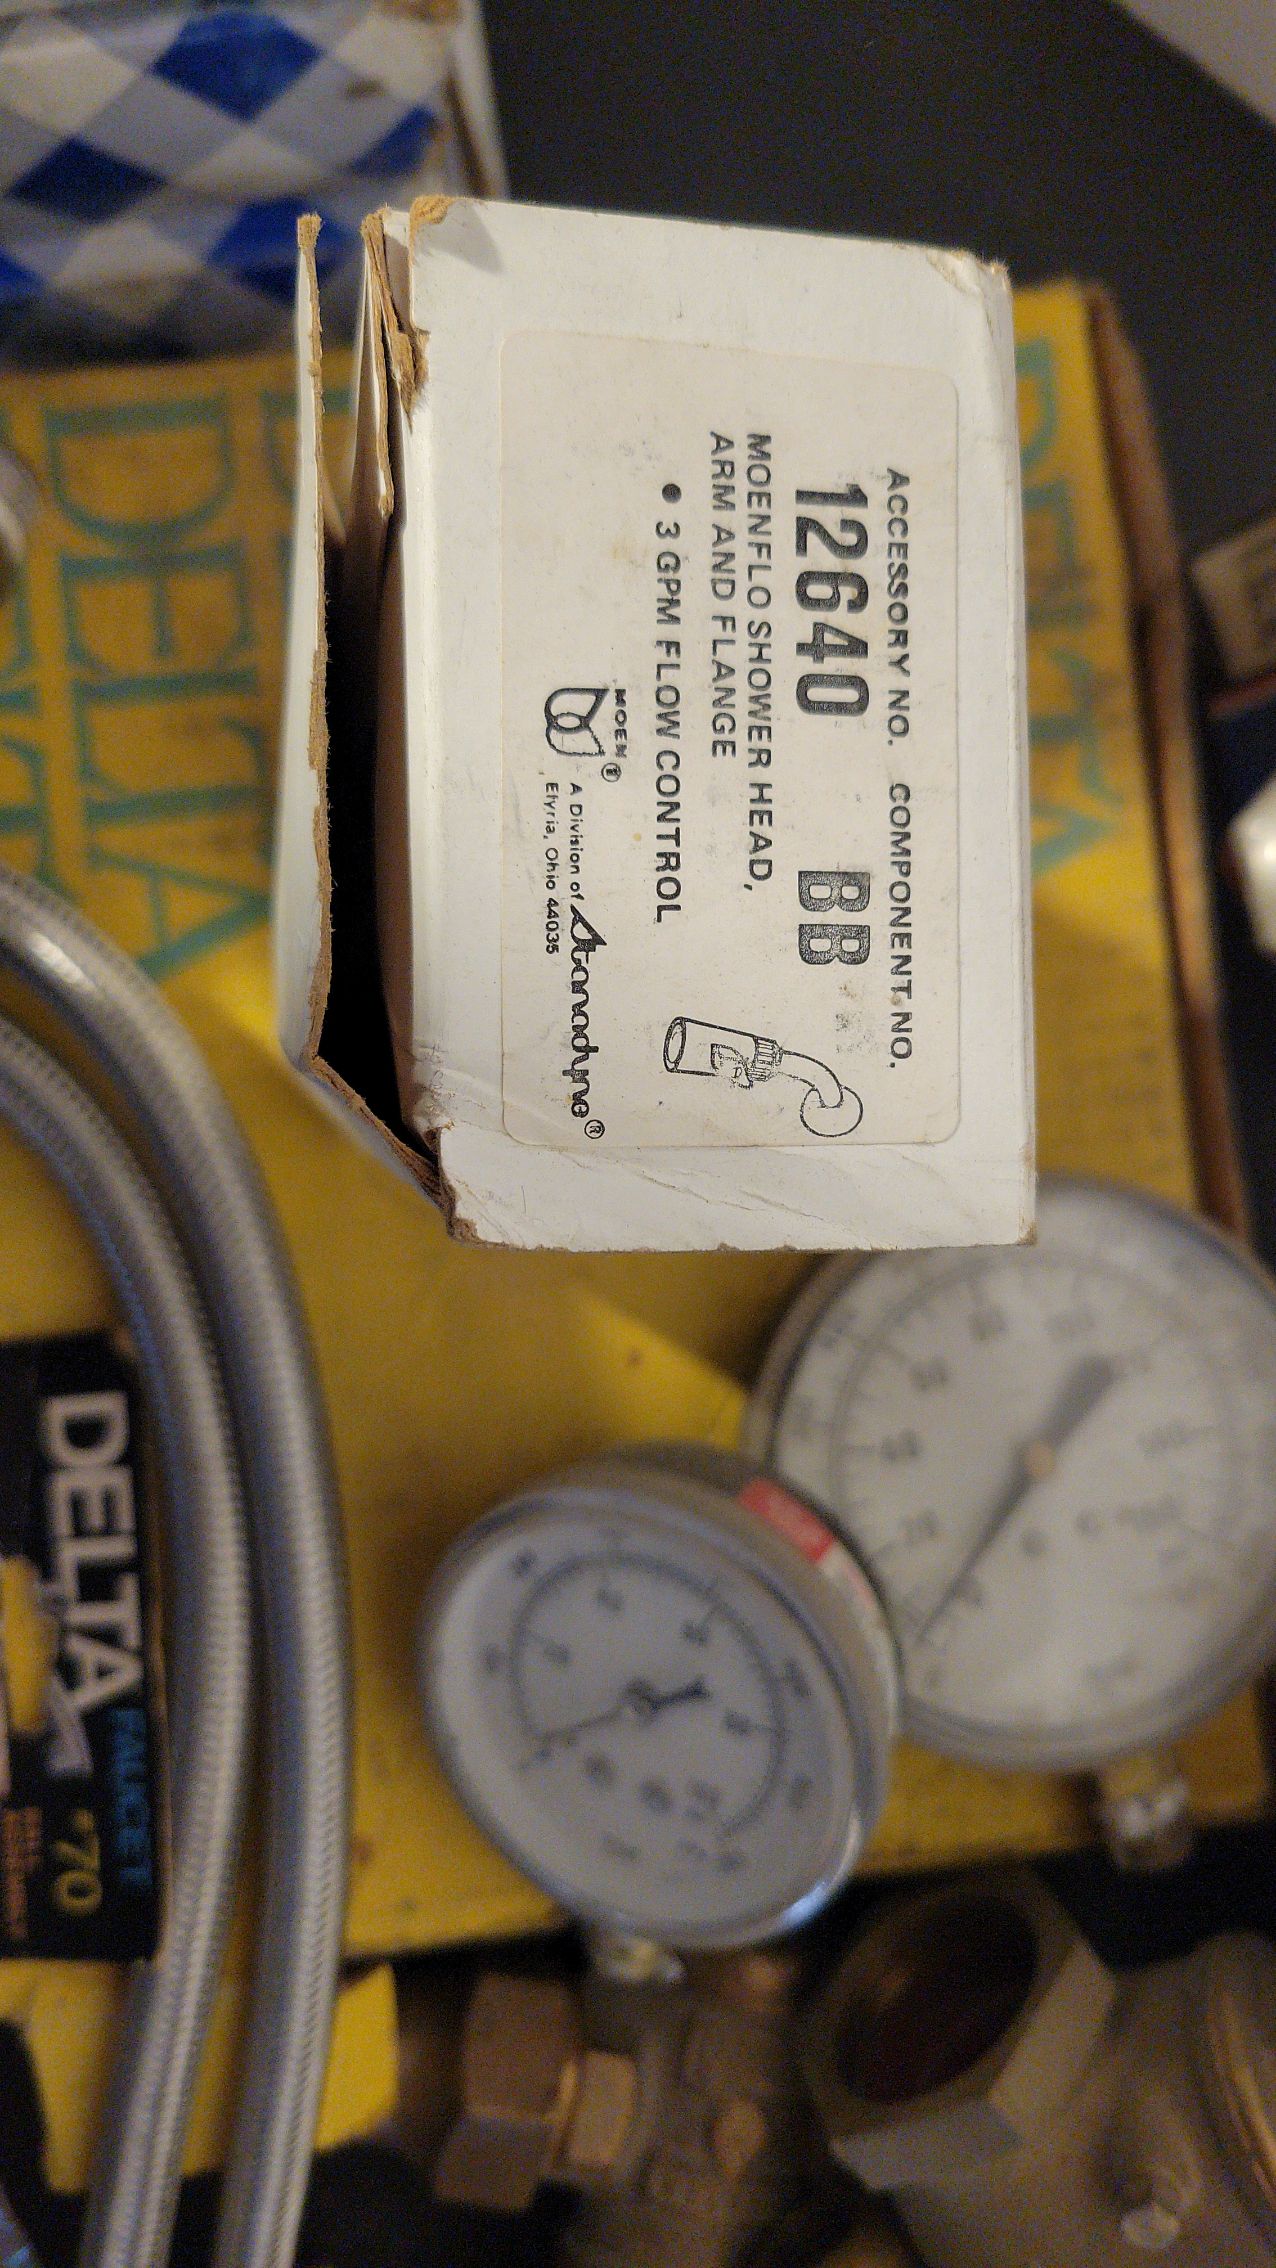 ACCESSORY NO. COMPONENT NO.
12640 BB
MOENFLO SHOWER HEAD,
ARM AND FLANGE
• 3 GPM FLOW CONTROL
MOEN®
A Division of Stanadyne®
Elyria, Ohio 44035
DELTA
DELTA
DELTA
FAUCET
70